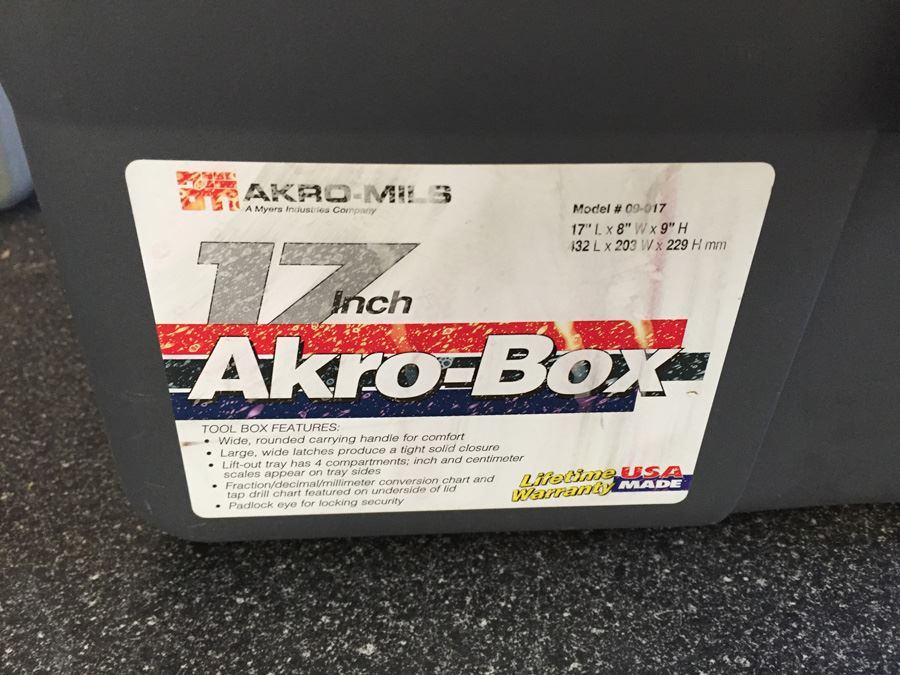 AKRO-MILS
A Myers Industries Company
Model # 09-017
17" L x 8" W x 9" H
432 L x 203 W x 229 H mm
17 Inch
Akro-Box
TOOL BOX FEATURES:
• Wide, rounded carrying handle for comfort
• Large, wide latches produce a tight solid closure
• Lift-out tray has 4 compartments; inch and centimeter
scales appear on tray sides
• Fraction/decimal/millimeter conversion chart and
tap drill chart featured on underside of lid
• Padlock eye for locking security
Lifetime
Warranty
USA
MADE